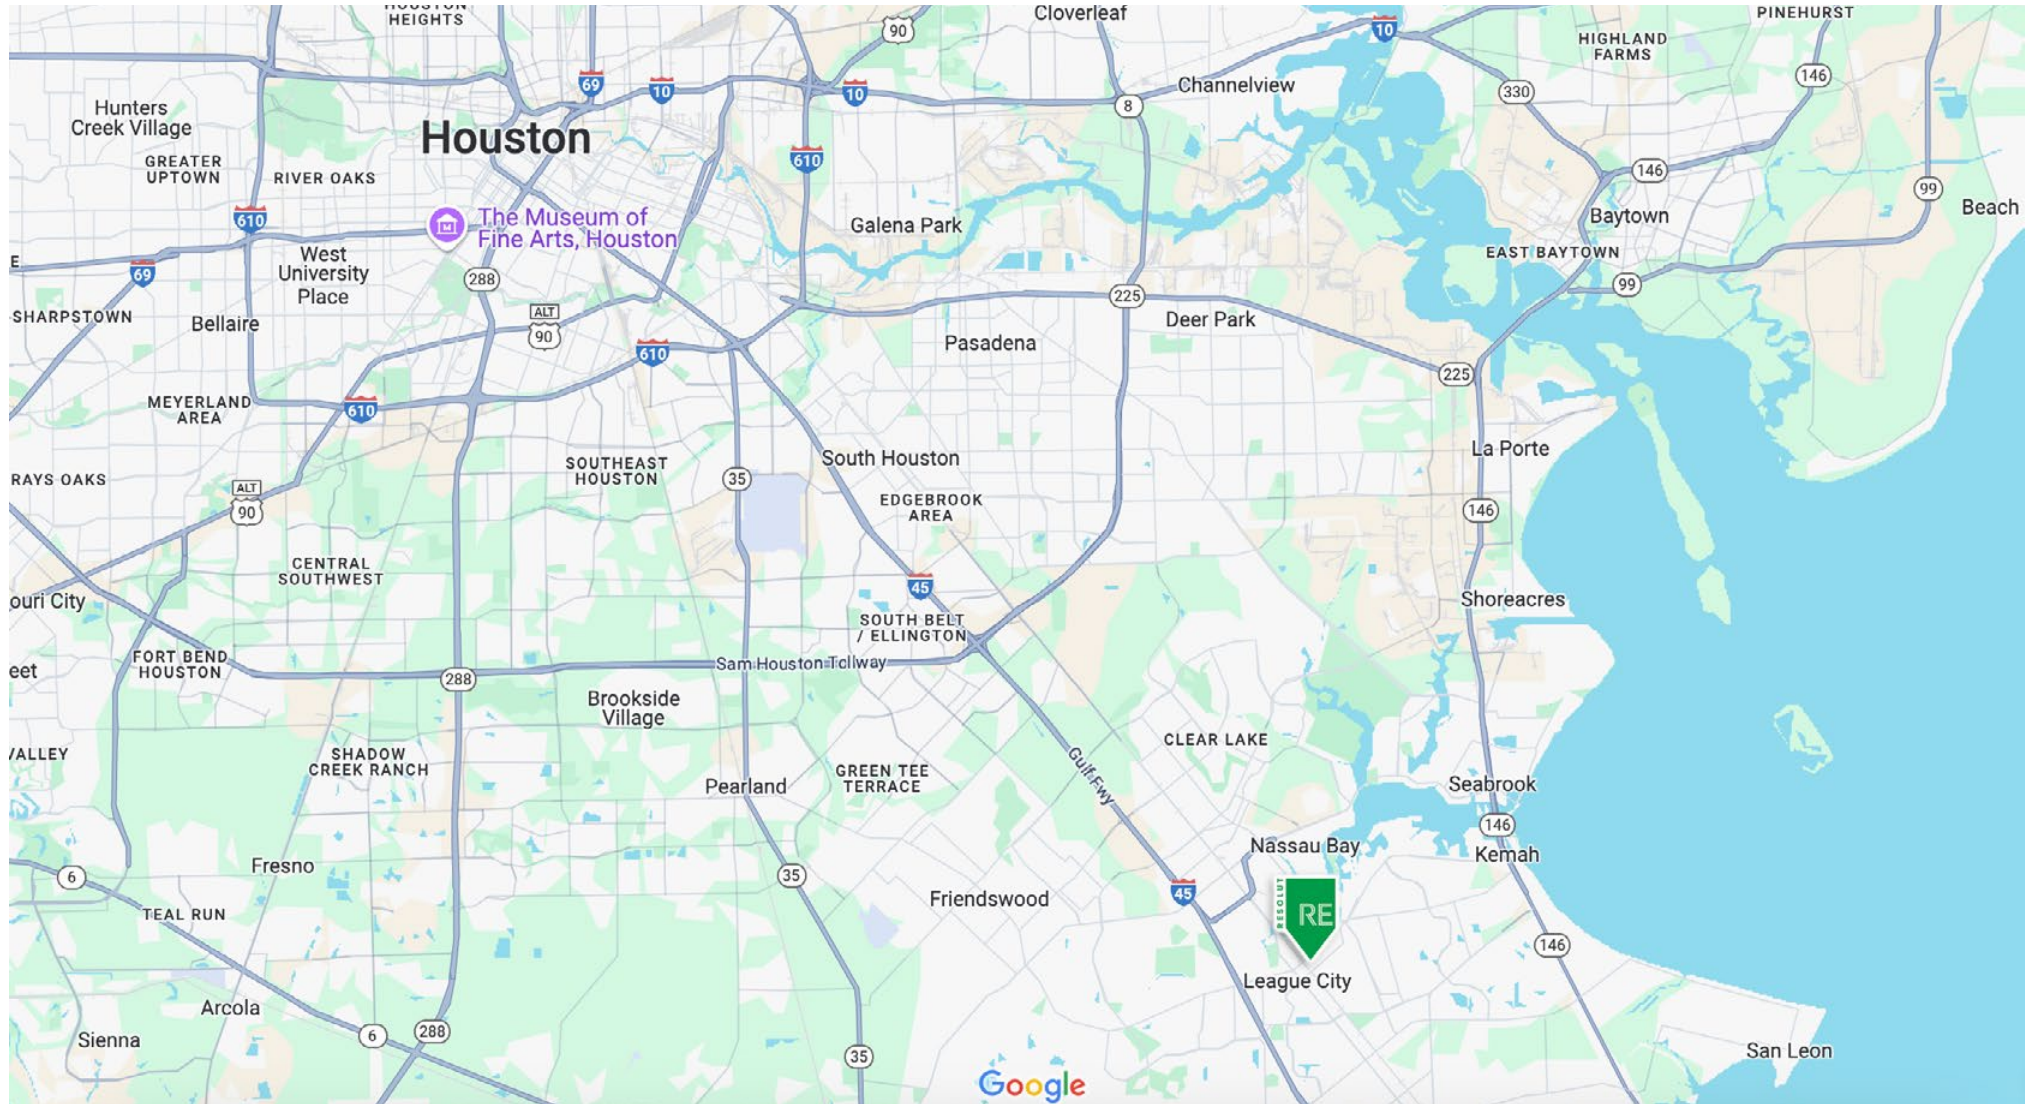 HOUSTON
HEIGHTS
Cloverleaf
PINEHURST
90
10
HIGHLAND
FARMS
69
10
10
Channelview
146
330
8
Hunters
Creek Village
Houston
610
GREATER
UPTOWN
RIVER OAKS
146
99
610
The Museum of
Fine Arts, Houston
Galena Park
Baytown
Beach
E
69
West
University
Place
288
EAST BAYTOWN
99
SHARPSTOWN
Bellaire
ALT
90
225
Deer Park
610
Pasadena
225
MEYERLAND
AREA
610
La Porte
RAYS OAKS
SOUTHEAST
HOUSTON
35
South Houston
ALT
90
EDGEBROOK
AREA
146
CENTRAL
SOUTHWEST
45
ouri City
Shoreacres
SOUTH BELT
/ ELLINGTON
FORT BEND
HOUSTON
eet
288
Sam Houston Tollway
Brookside
Village
VALLEY
SHADOW
CREEK RANCH
CLEAR LAKE
Pearland
GREEN TEE
TERRACE
Gulf Fwy
Seabrook
146
Nassau Bay
Kemah
Fresno
6
35
Friendswood
45
RESOLUT
RE
TEAL RUN
146
League City
Arcola
Sienna
6
288
35
San Leon
Google